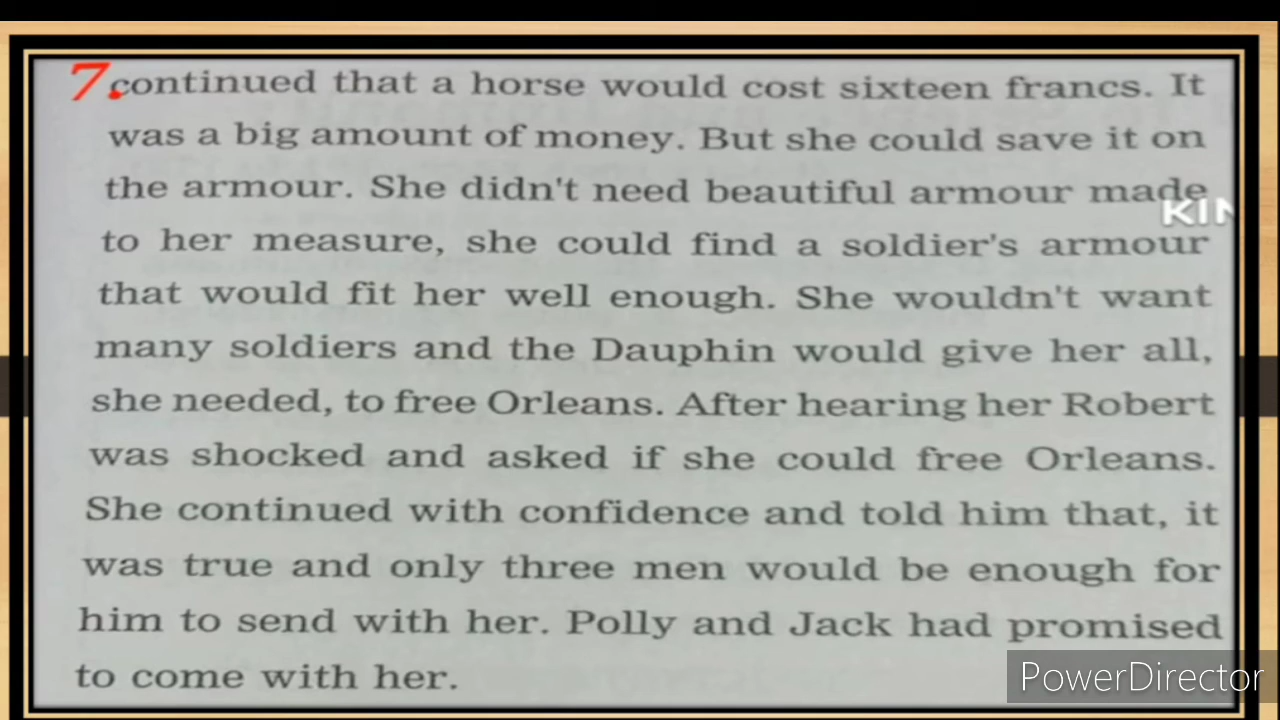 7.continued that a horse would cost sixteen francs. It
was a big amount of money. But she could save it on
the armour. She didn't need beautiful armour made
to her measure, she could find a soldier's armour
that would fit her well enough. She wouldn't want
many soldiers and the Dauphin would give her all,
she needed, to free Orleans. After hearing her Robert
was shocked and asked if she could free Orleans.
She continued with confidence and told him that, it
was true and only three men would be enough for
him to send with her. Polly and Jack had promised
to come with her.
KIN
PowerDirector